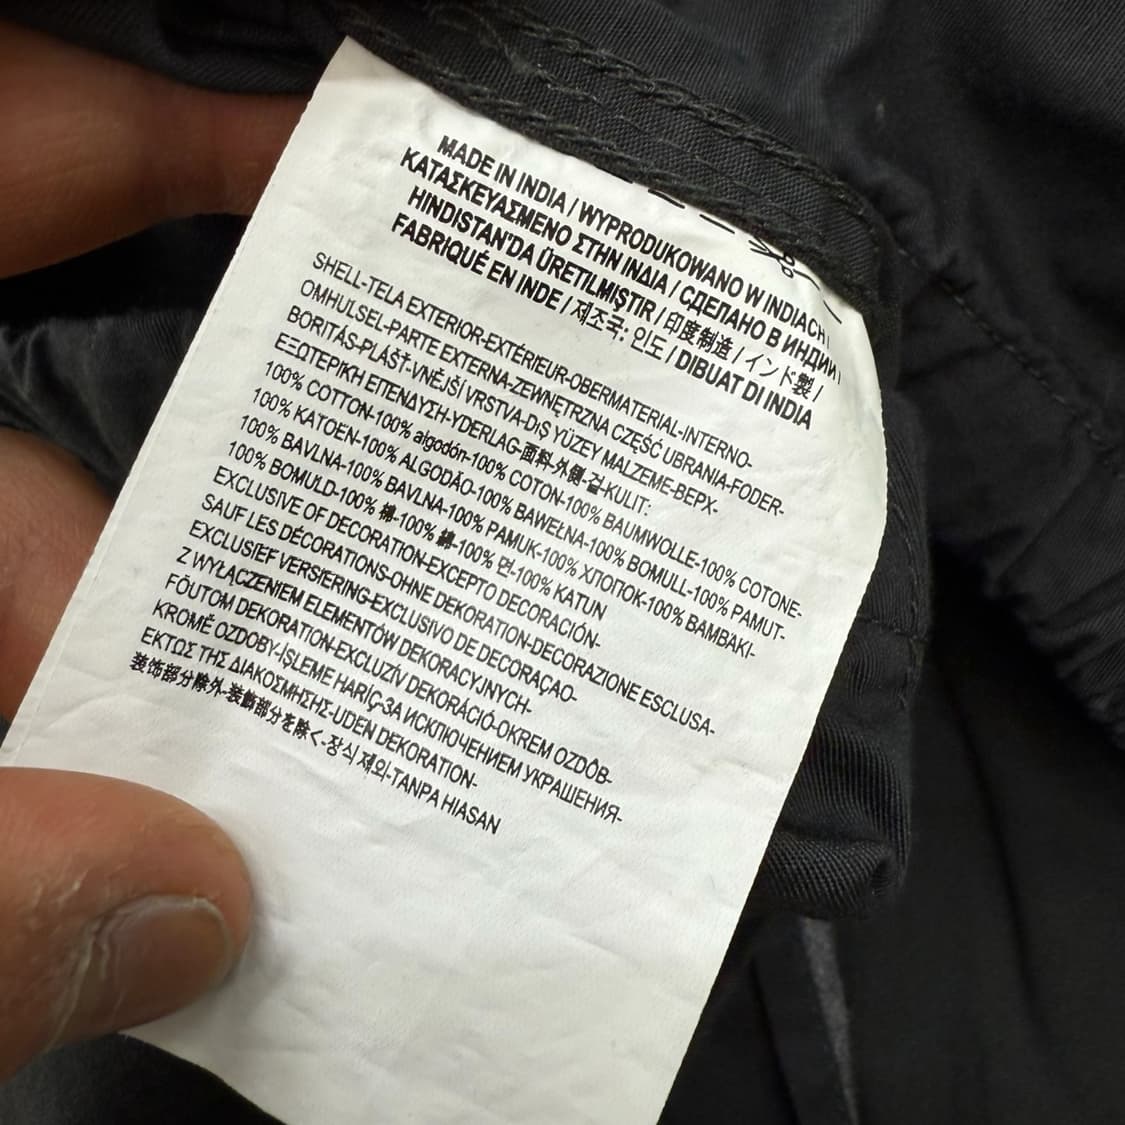 MADE IN INDIA / WYPRODUKOWANO W INDIACH
ΚΑΤΑΣΚΕΥΑΣΜΕΝΟ ΣΤΗΝ ΙΝΔΙΑ / СДЕЛАНО В ИНДИИ
HINDISTAN'DA ÜRETILMIŞTIR / 印度制造 / インド製 /
FABRIQUÉ EN INDE / 제조국: 인도 / DIBUAT DI INDIA
SHELL-TELA EXTERIOR-EXTÉRIEUR-OBERMATERIAL-INTERNO-
OMHULSEL-PARTE EXTERNA-ZEWNĘTRZNA CZĘŚĆ UBRANIA-FODER-
BORITÁS-PLÁŠŤ-VNĚJŠÍ VRSTVA-DıŞ YÜZEY MALZEME-ВЕРХ-
ΕΞΩΤΕΡΙΚΗ ΕΠΕΝΔΥΣΗ-YDERLAG-面料-外側-겉-KULIT:
100% COTTON-100% algodón-100% COTON-100% BAUMWOLLE-100% COTONE-
100% KATOEN-100% ALGODÃO-100% BAWEŁNA-100% BOMULL-100% PAMUT-
100% BAVLNA-100% BAVLNA-100% PAMUK-100% ХЛОПОК-100% ΒΑΜΒΑΚΙ-
100% BOMULD-100% 棉-100% 綿-100% 면-100% KATUN
EXCLUSIVE OF DECORATION-EXCEPTO DECORACIÓN-
SAUF LES DÉCORATIONS-OHNE DEKORATION-DECORAZIONE ESCLUSA-
EXCLUSIEF VERSIERING-EXCLUSIVO DE DECORAÇAO-
Z WYŁĄCZENIEM ELEMENTÓW DEKORACYJNYCH-
FÖUTOM DEKORATION-EXCLUZÍV DEKORÁCIÓ-OKREM OZDÔB-
KROMĚ OZDOBY-İŞLEME HARİÇ-ЗА ИСКЛЮЧЕНИЕМ УКРАШЕНИЯ-
ΕΚΤΩΣ ΤΗΣ ΔΙΑΚΟΣΜΗΣΗΣ-UDEN DEKORATION-
装饰部分除外-装飾部分を除く-장식 제외-TANPA HIASAN